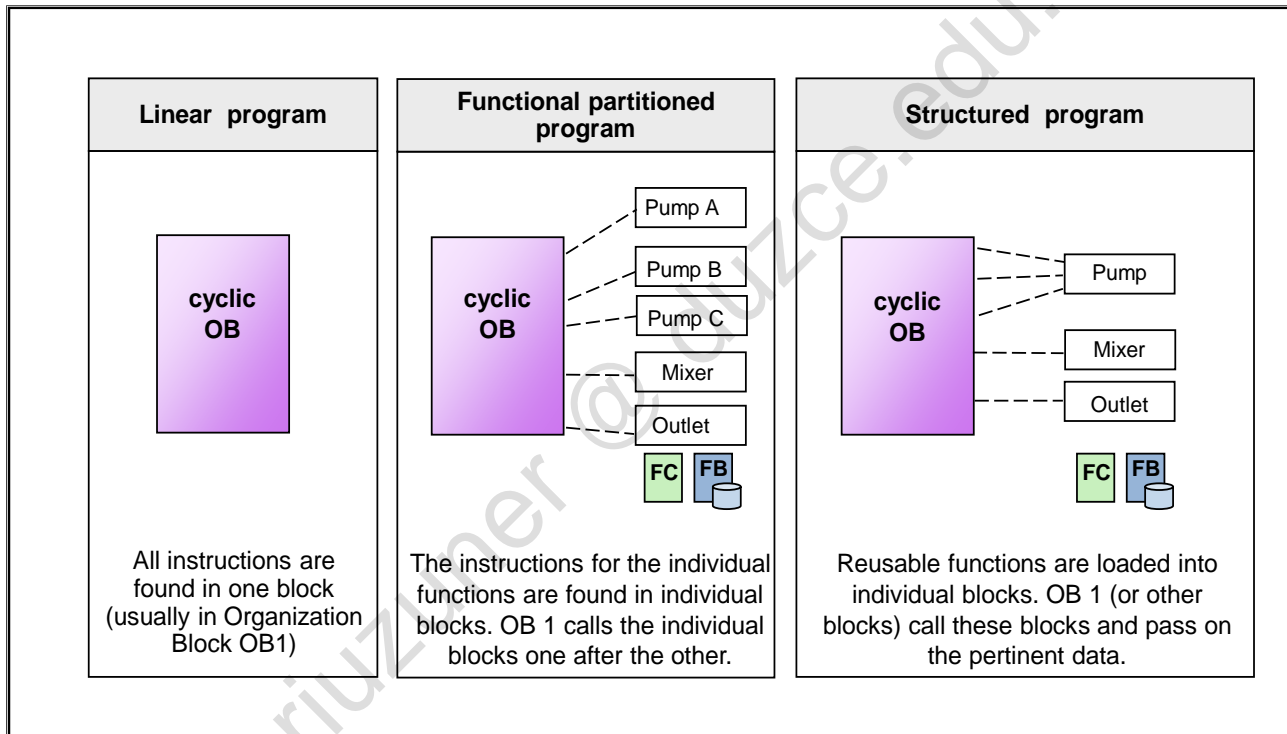 Linear program
cyclic
OB
All instructions are
found in one block
(usually in Organization
Block OB1)
Functional partitioned
program
cyclic
OB
Pump A
Pump B
Pump C
Mixer
Outlet
FC FB
The instructions for the individual
functions are found in individual
blocks. OB 1 calls the individual
blocks one after the other.
Structured program
cyclic
OB
Pump
Mixer
Outlet
FC FB
Reusable functions are loaded into
individual blocks. OB 1 (or other
blocks) call these blocks and pass on
the pertinent data.
riuzuner @ duzce.edu.